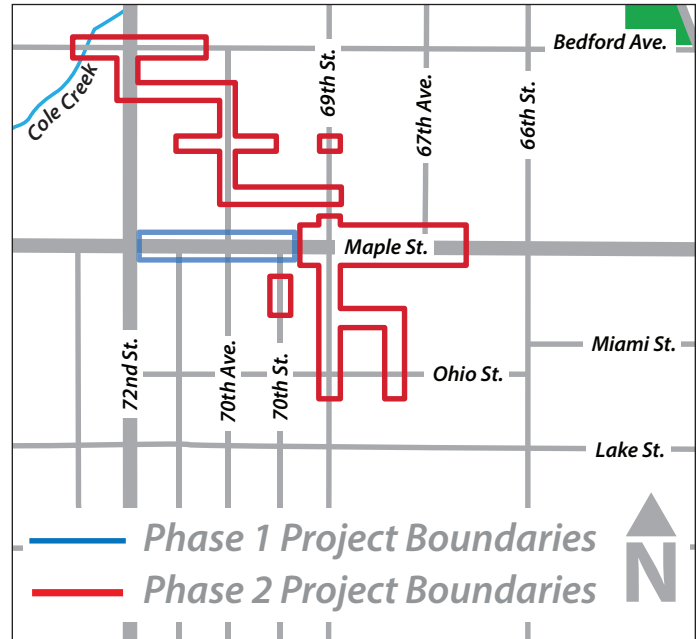 Bedford Ave.
Cole Creek
69th St.
67th Ave.
66th St.
Maple St.
72nd St.
70th Ave.
70th St.
Miami St.
Ohio St.
Lake St.
Phase 1 Project Boundaries
Phase 2 Project Boundaries
N